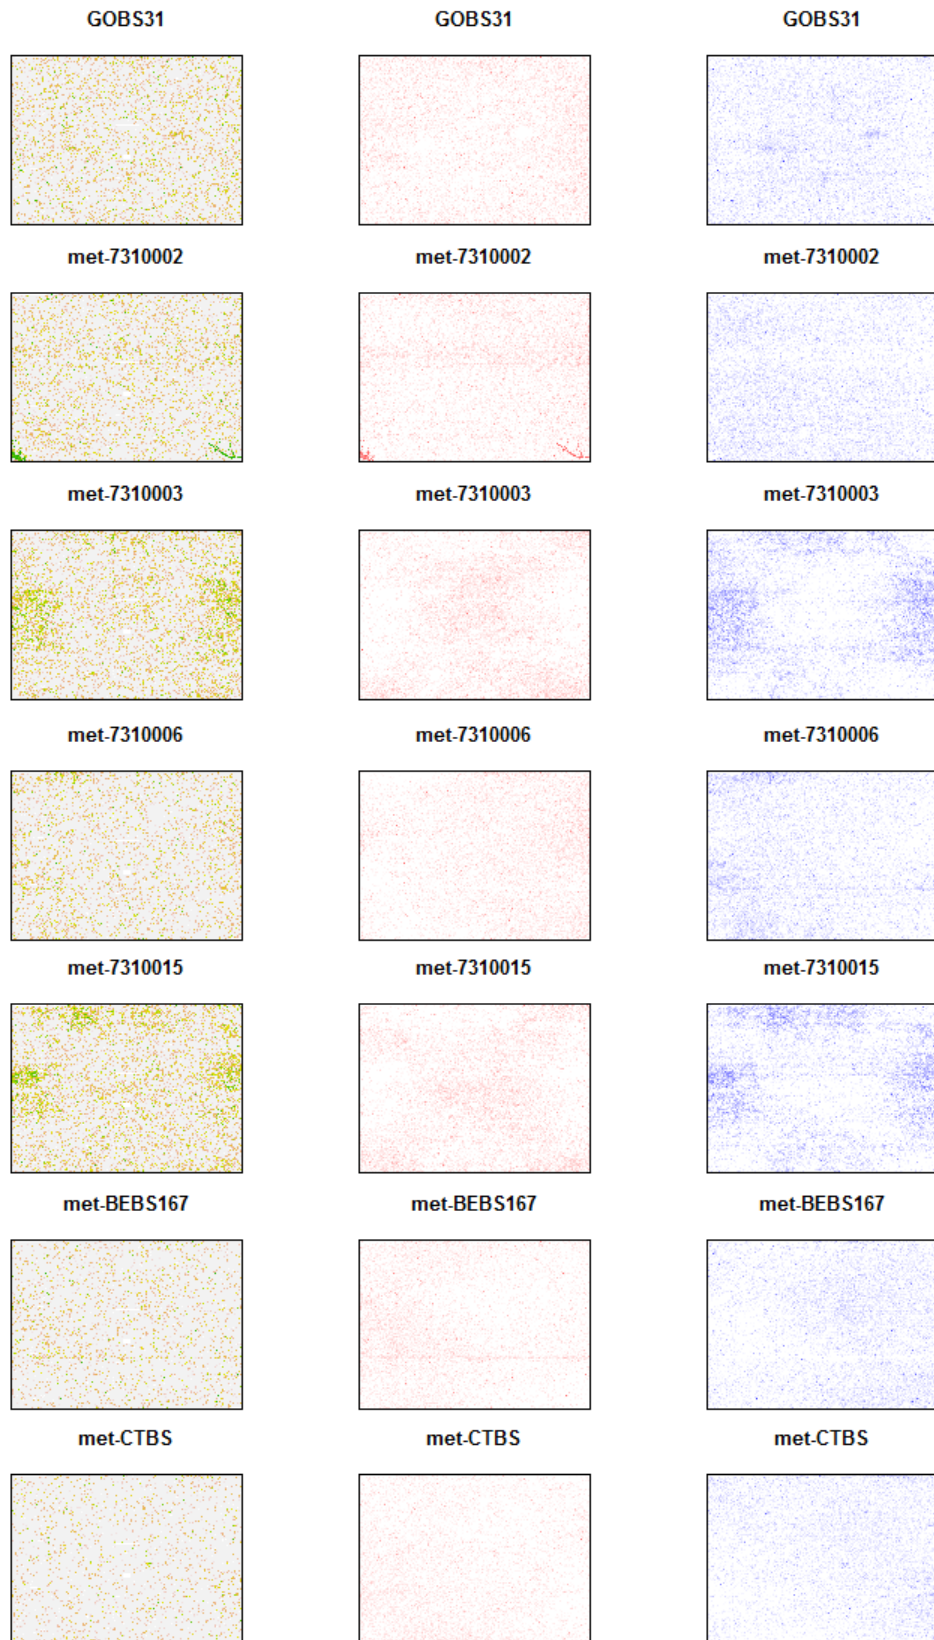 GOBS31 GOBS31 GOBS31
met-7310002 met-7310002 met-7310002
met-7310003 met-7310003 met-7310003
met-7310006 met-7310006 met-7310006
met-7310015 met-7310015 met-7310015
met-BEBS167 met-BEBS167 met-BEBS167
met-CTBS met-CTBS met-CTBS